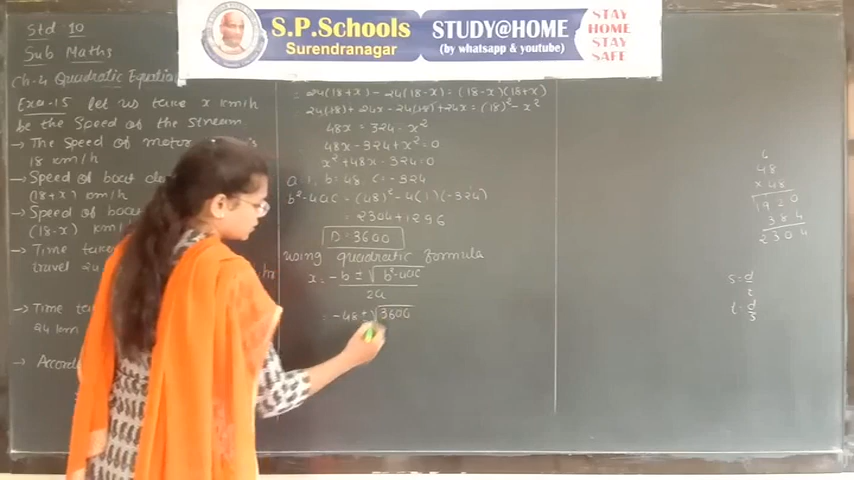 S.P.Schools
Surendranagar
STUDY@HOME
(by whatsapp & youtube)
STAY
HOME
STAY
SAFE
Std 10
Sub Maths
Ch-4 Quadratic Equation
Exa-15 let us take x km/h
be the Speed of the Stream
→ The Speed of motor
18 km/h
→ Speed of boat
(18+x) km/h
→ Speed of boat
(18-x) km/h
→ Time
travel 24 hr
→ Time
24 km
→
= 24(18+x) - 24(18-x) = (18-x)(18+x)
24(18) + 24x - 24(18) + 24x = (18)² - x²
48x = 324 - x²
48x - 324 + x² = 0
x² + 48x - 324 = 0
a=1, b=48, c=-324
b²-4ac = (48)² - 4(1)(-324)
= 2304 + 1296
D = 3600
using quadratic formula
x = -b ± √b²-4ac
2a
= -48 ± √3600
6
48
x 48
1920
384
2304
s = d
t
t = d
s